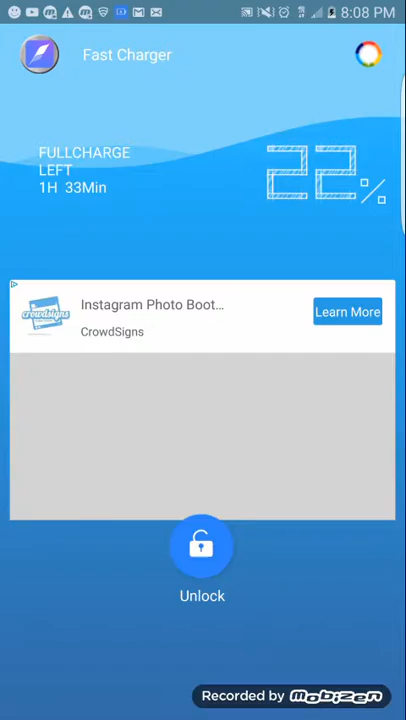 8:08 PM
Fast Charger
FULLCHARGE
LEFT
1H 33Min
22%
Instagram Photo Boot...
Learn More
crowdsigns
CrowdSigns
Unlock
Recorded by mobizen